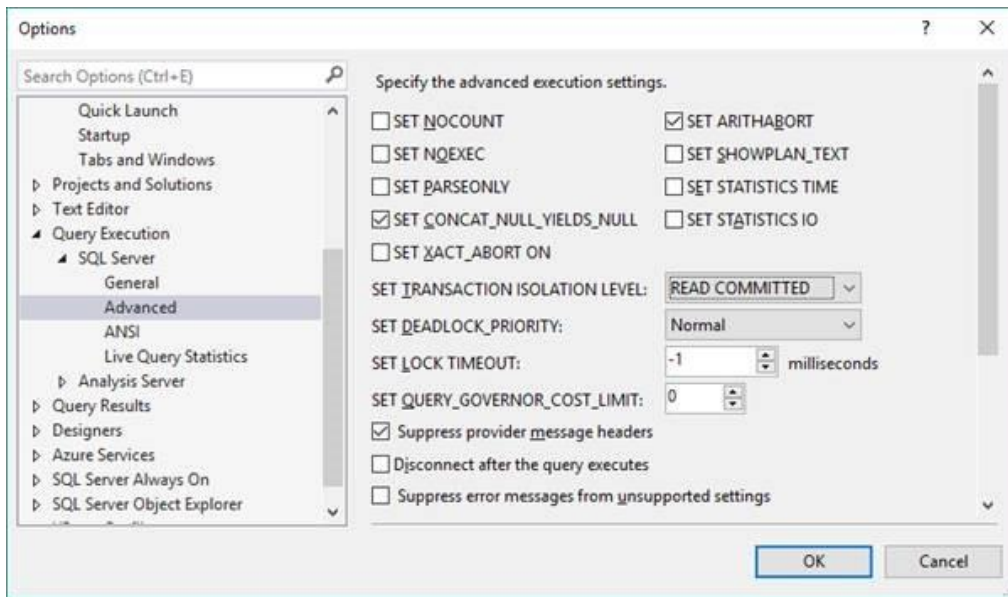 Options
?
Search Options (Ctrl+E)
Quick Launch
Startup
Tabs and Windows
Projects and Solutions
Text Editor
Query Execution
SQL Server
General
Advanced
ANSI
Live Query Statistics
Analysis Server
Query Results
Designers
Azure Services
SQL Server Always On
SQL Server Object Explorer
Specify the advanced execution settings.
SET NOCOUNT
SET ARITHABORT
SET NOEXEC
SET SHOWPLAN_TEXT
SET PARSEONLY
SET STATISTICS TIME
SET CONCAT_NULL_YIELDS_NULL
SET STATISTICS IO
SET XACT_ABORT ON
SET TRANSACTION ISOLATION LEVEL: READ COMMITTED
SET DEADLOCK_PRIORITY: Normal
SET LOCK TIMEOUT: -1 milliseconds
SET QUERY_GOVERNOR_COST_LIMIT: 0
Suppress provider message headers
Disconnect after the query executes
Suppress error messages from unsupported settings
OK Cancel